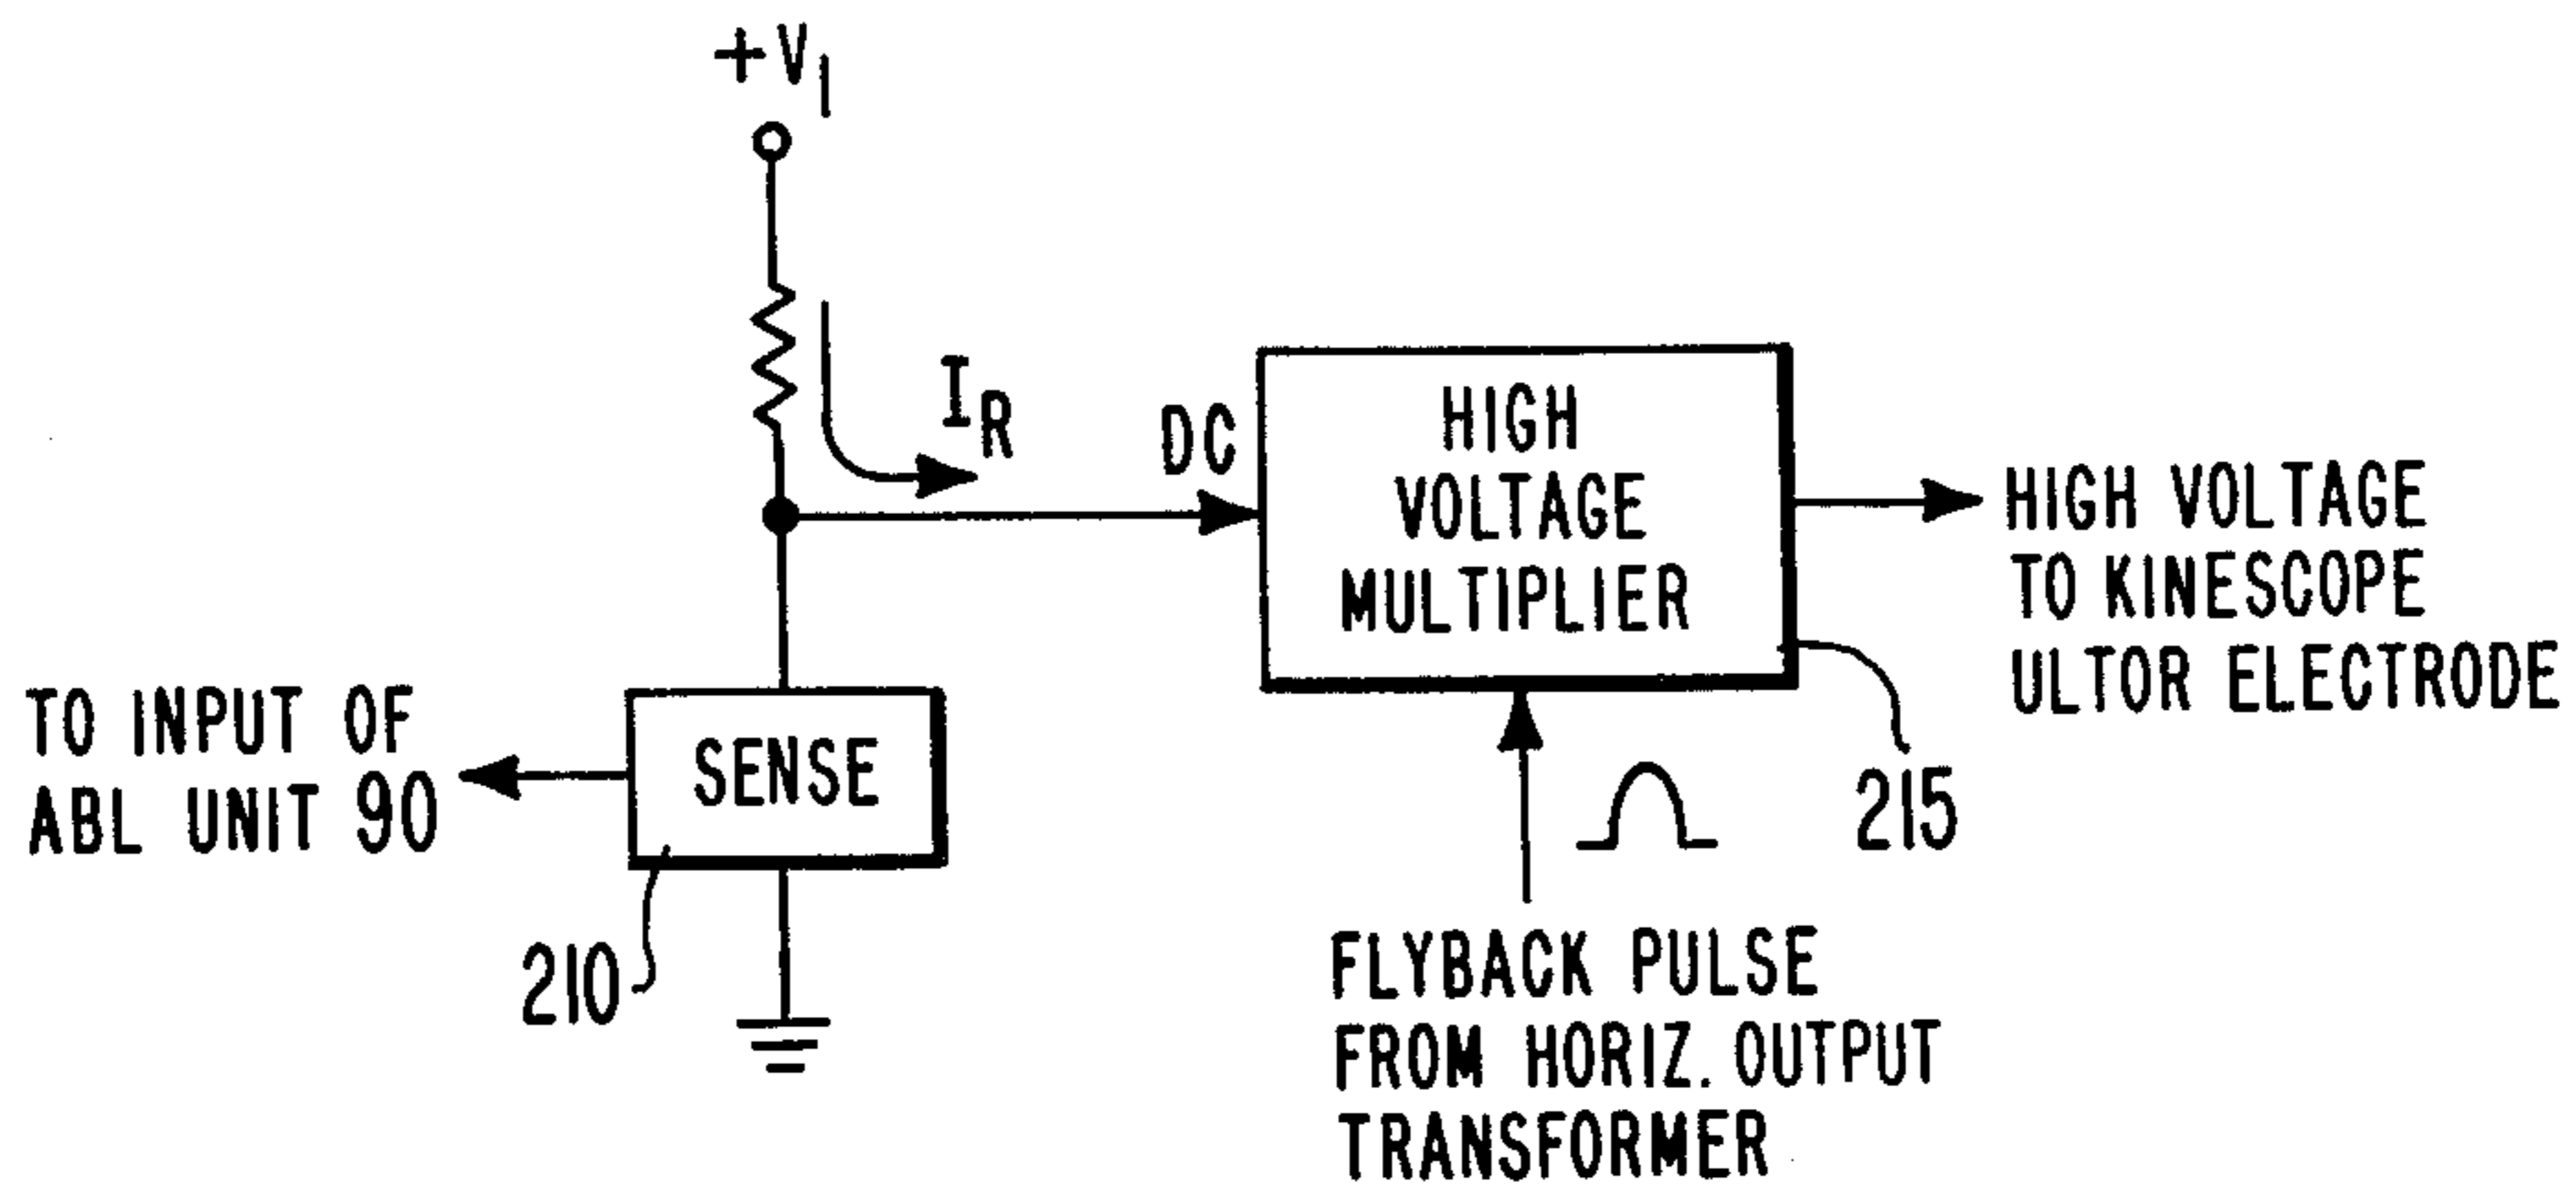 +V1
IR
DC
HIGH
VOLTAGE
MULTIPLIER
HIGH VOLTAGE
TO KINESCOPE
ULTOR ELECTRODE
TO INPUT OF
ABL UNIT 90
SENSE
210
215
FLYBACK PULSE
FROM HORIZ. OUTPUT
TRANSFORMER